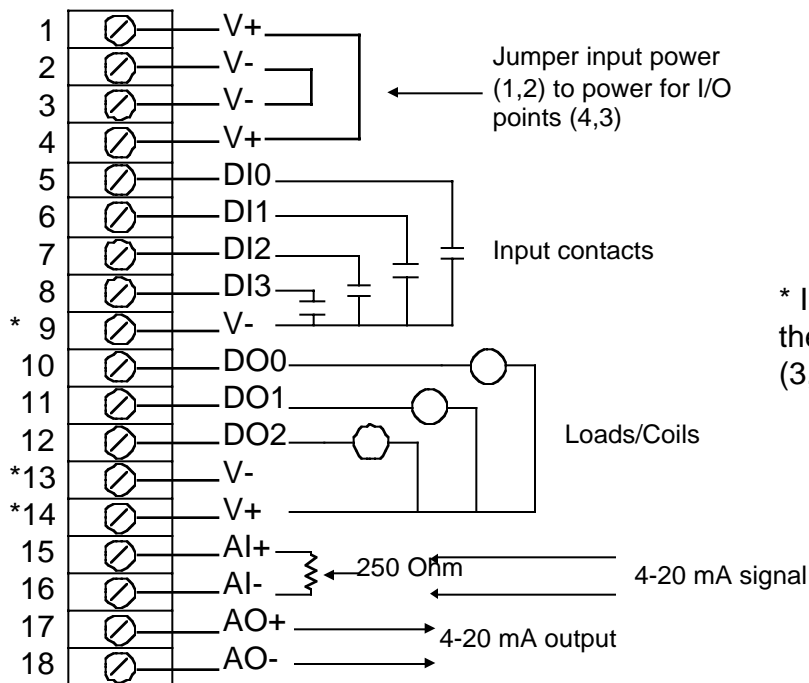 1 V+
2 V-
3 V-
4 V+
Jumper input power
(1,2) to power for I/O
points (4,3)
5 DI0
6 DI1
7 DI2
8 DI3
* 9 V-
Input contacts
* I
the
(3
10 DO0
11 DO1
12 DO2
*13 V-
*14 V+
Loads/Coils
15 AI+
16 AI-
250 Ohm
4-20 mA signal
17 AO+
18 AO-
4-20 mA output